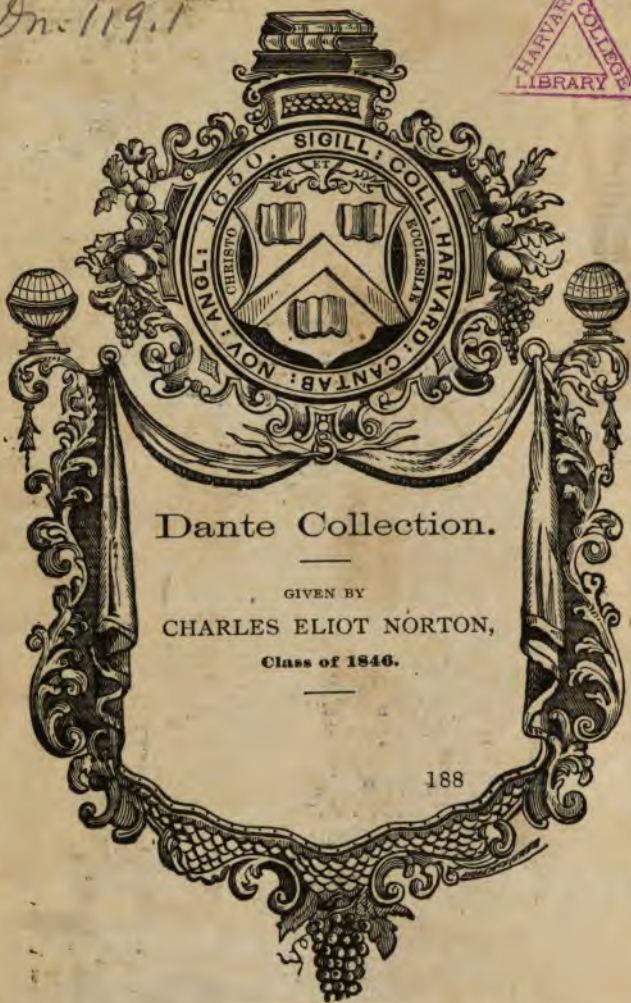 Dn. 119.1
HARVARD COLLEGE
LIBRARY
SIGILL: COLL: HARVARD: CANTAB: NOV: ANGL: 1650.
ET
CHRISTO
ECCLESIAE
Dante Collection.
GIVEN BY
CHARLES ELIOT NORTON,
Class of 1846.
188